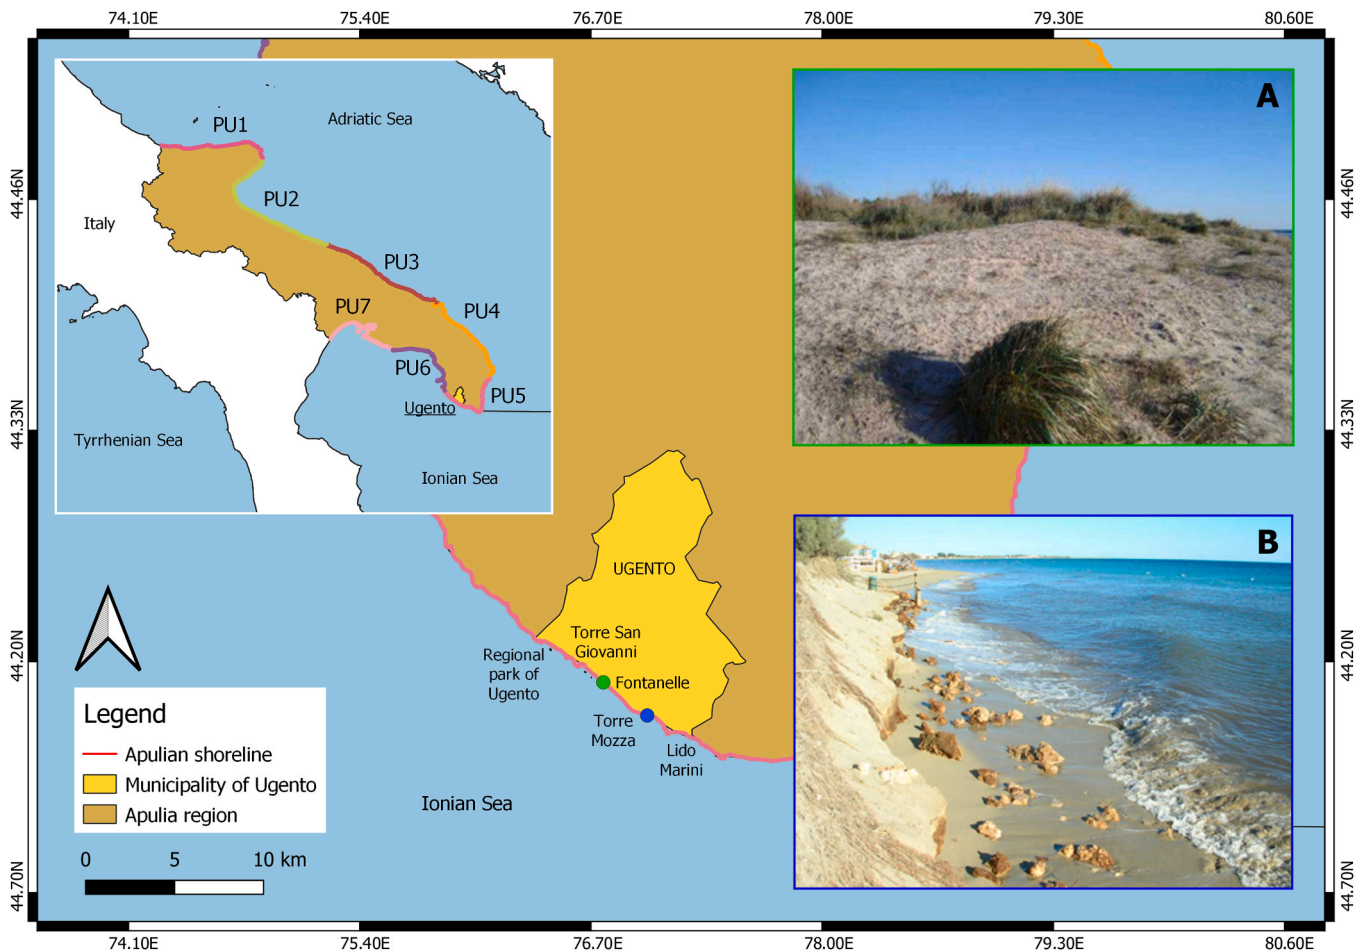 74.10E 75.40E 76.70E 78.00E 79.30E 80.60E
44.46N
44.33N
44.20N
44.70N
PU1
Adriatic Sea
PU2
Italy
PU3
PU7
PU4
PU6
PU5
Ugento
Tyrrhenian Sea
Ionian Sea
A
B
UGENTO
Torre San
Giovanni
Regional
park of
Ugento
Fontanelle
Torre
Mozza
Lido
Marini
Ionian Sea
Legend
Apulian shoreline
Municipality of Ugento
Apulia region
0 5 10 km
44.46N
44.33N
44.20N
44.70N
74.10E 75.40E 76.70E 78.00E 79.30E 80.60E